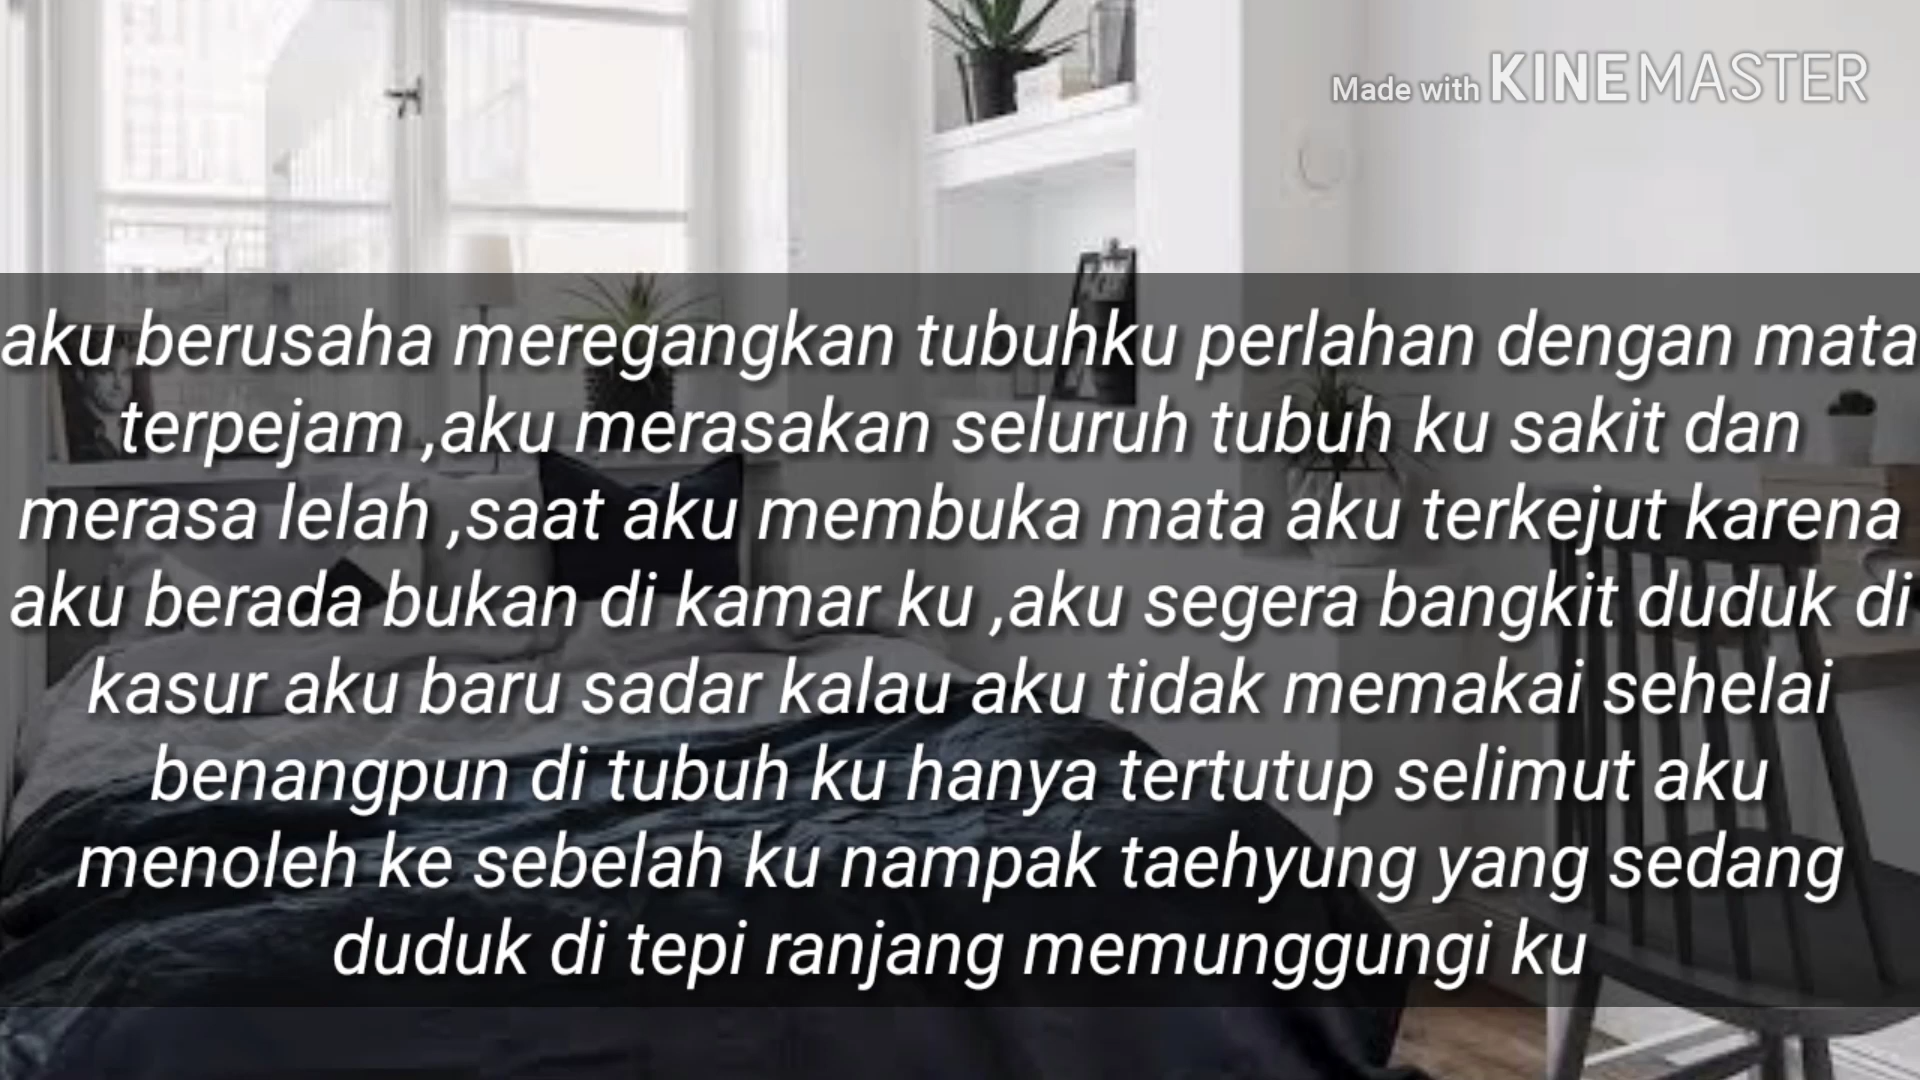 Made with KINEMASTER
aku berusaha meregangkan tubuhku perlahan dengan mata
terpejam ,aku merasakan seluruh tubuh ku sakit dan
merasa lelah ,saat aku membuka mata aku terkejut karena
aku berada bukan di kamar ku ,aku segera bangkit duduk di
kasur aku baru sadar kalau aku tidak memakai sehelai
benangpun di tubuh ku hanya tertutup selimut aku
menoleh ke sebelah ku nampak taehyung yang sedang
duduk di tepi ranjang memunggungi ku